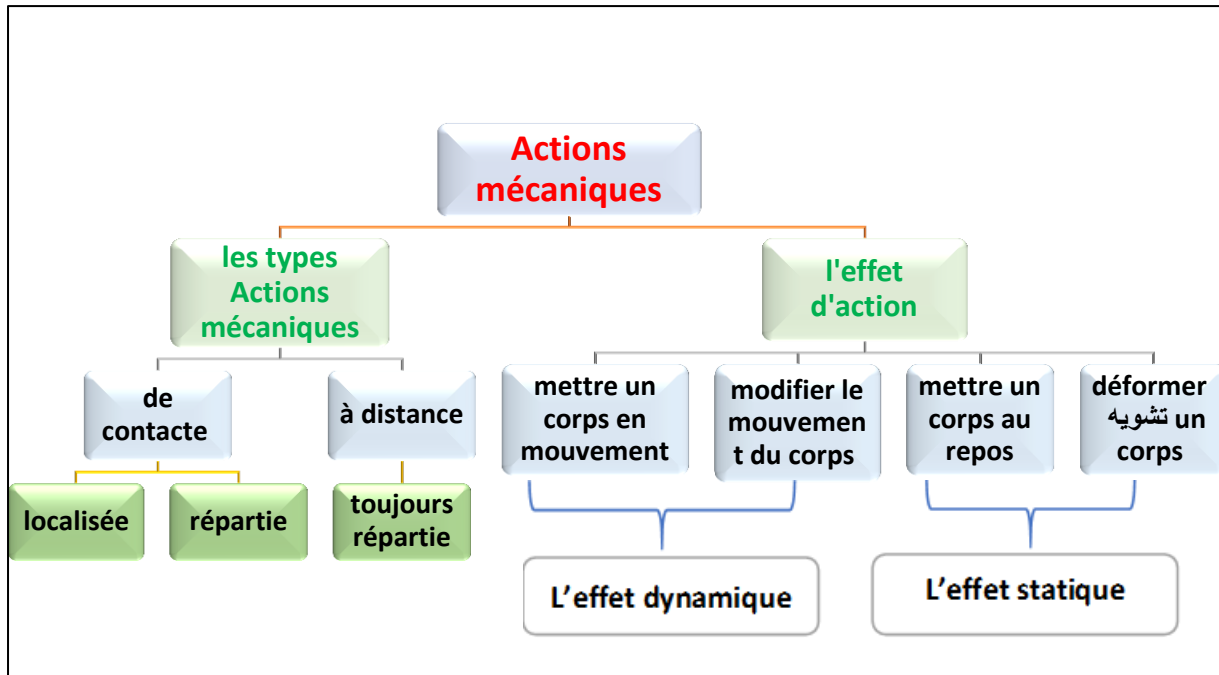 Actions
mécaniques
les types
Actions
mécaniques
l'effet
d'action
de
contacte
à distance
mettre un
corps en
mouvement
modifier le
mouvemen
t du corps
mettre un
corps au
repos
déformer
تشويه un
corps
localisée
répartie
toujours
répartie
L'effet dynamique
L'effet statique